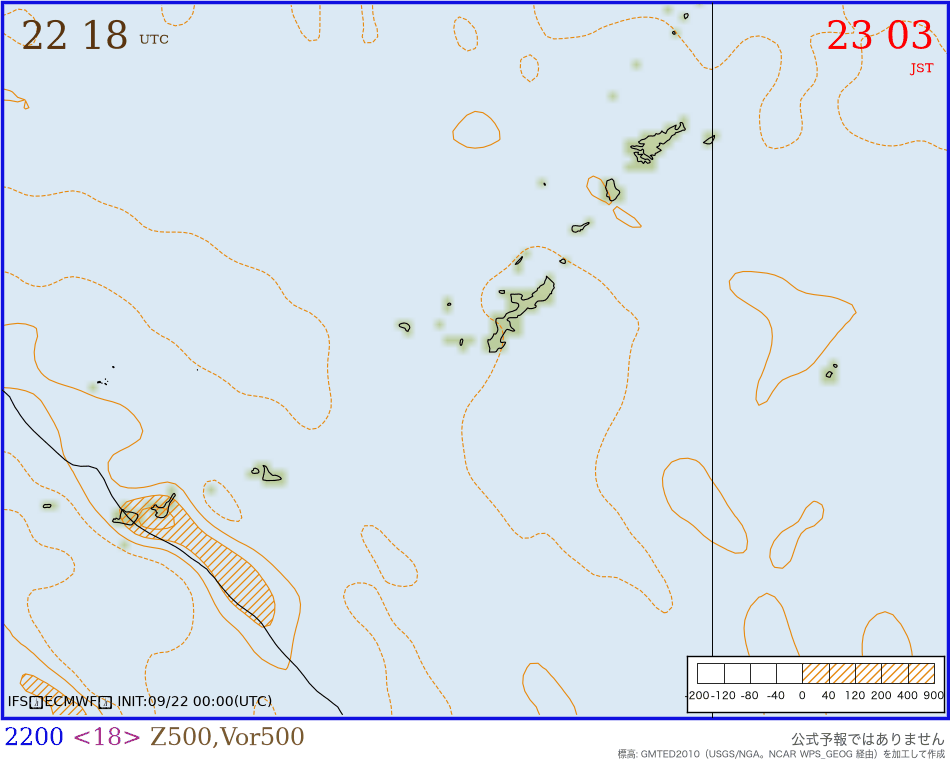 22 18 UTC
23 03
JST
-200 -120 -80 -40 0 40 120 200 400 900
IFS ECMWF INIT:09/22 00:00(UTC)
2200 <18> Z500,Vor500
公式予報ではありません
標高: GMTED2010（USGS/NGA。NCAR WPS_GEOG 経由）を加工して作成